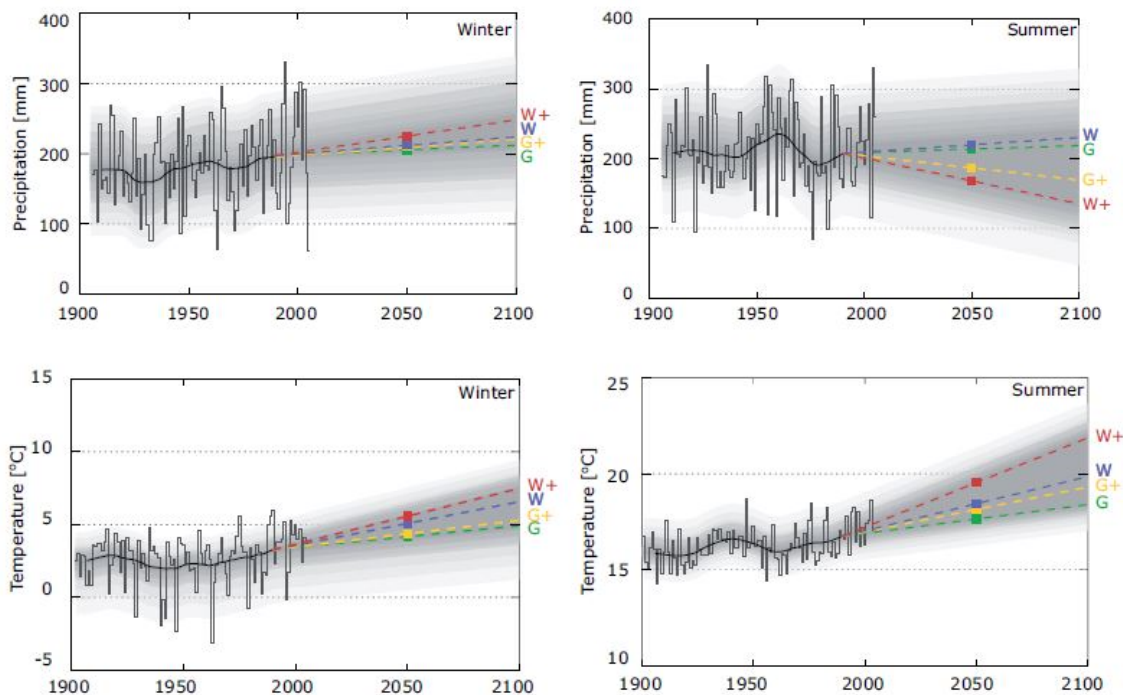 Winter
Precipitation [mm]
400
300
200
100
0
1900
1950
2000
2050
2100
W+
W
G+
G
Summer
Precipitation [mm]
400
300
200
100
0
1900
1950
2000
2050
2100
W
G
G+
W+
Winter
Temperature [°C]
15
10
5
0
-5
1900
1950
2000
2050
2100
W+
W
G+
G
Summer
Temperature [°C]
25
20
15
10
1900
1950
2000
2050
2100
W+
W
G+
G